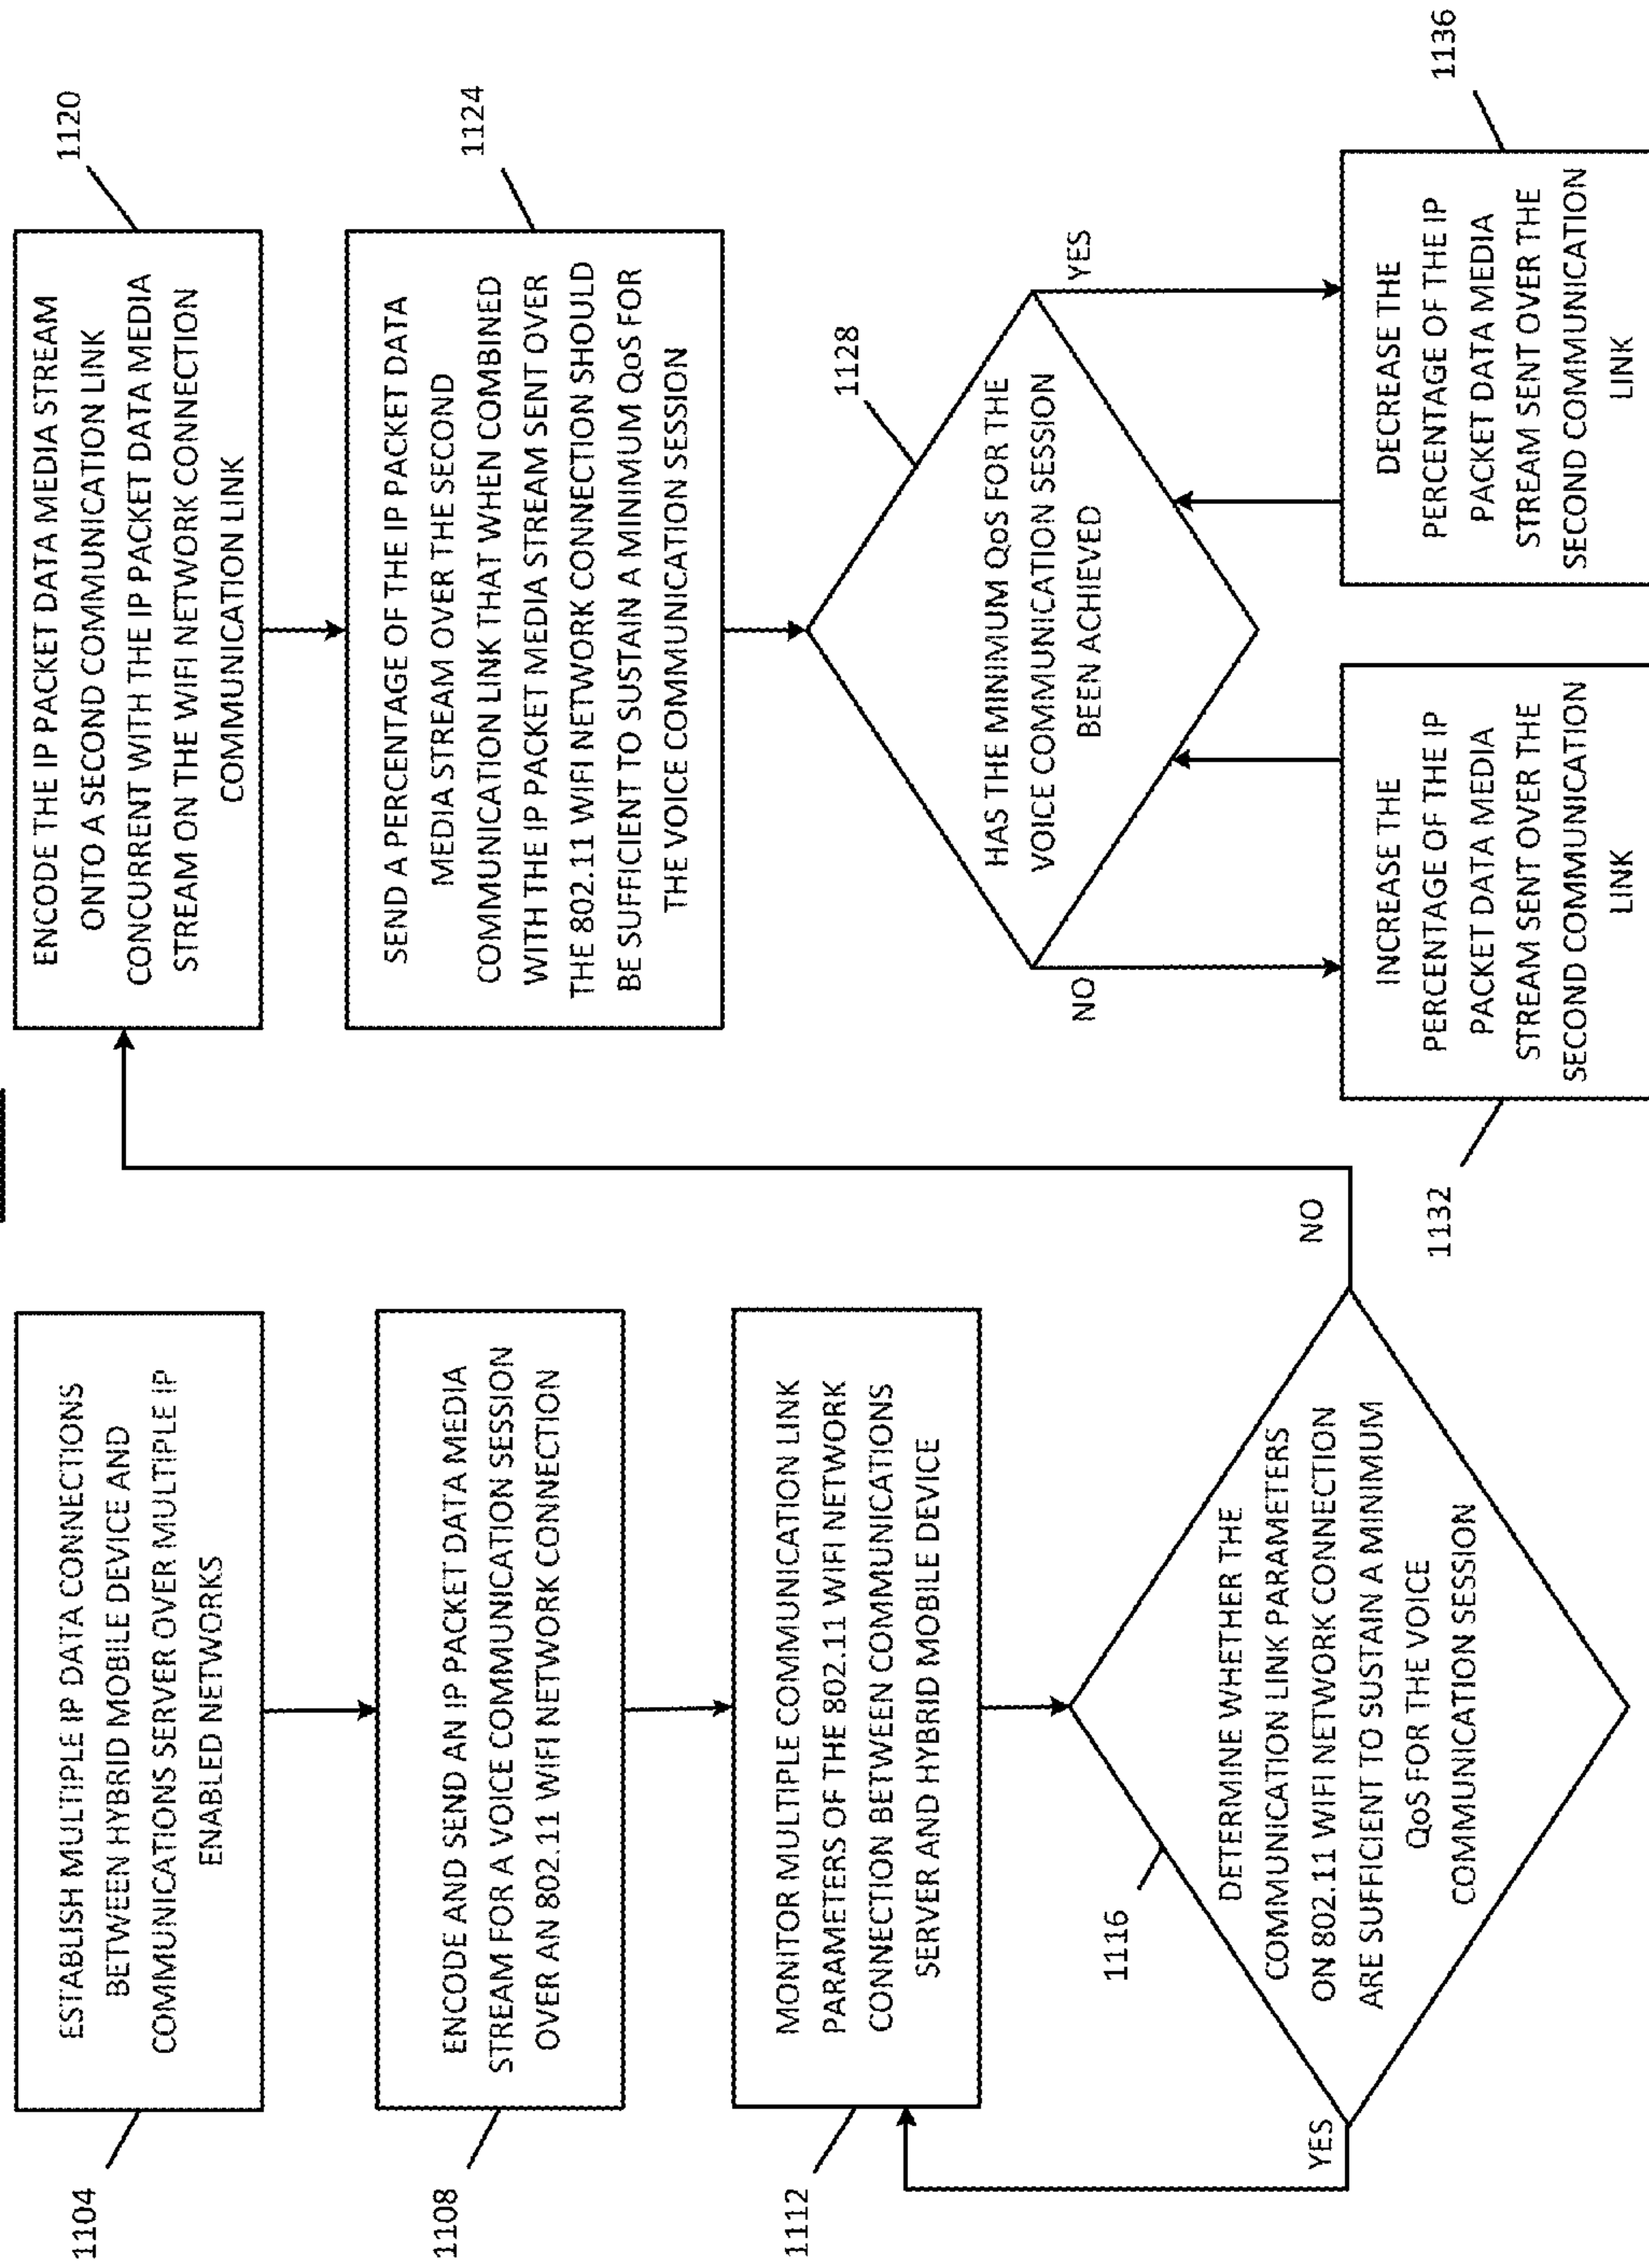 1104
ESTABLISH MULTIPLE IP DATA CONNECTIONS
BETWEEN HYBRID MOBILE DEVICE AND
COMMUNICATIONS SERVER OVER MULTIPLE IP
ENABLED NETWORKS
1108
ENCODE AND SEND AN IP PACKET DATA MEDIA
STREAM FOR A VOICE COMMUNICATION SESSION
OVER AN 802.11 WIFI NETWORK CONNECTION
1112
MONITOR MULTIPLE COMMUNICATION LINK
PARAMETERS OF THE 802.11 WIFI NETWORK
CONNECTION BETWEEN COMMUNICATIONS
SERVER AND HYBRID MOBILE DEVICE
1116
DETERMINE WHETHER THE
COMMUNICATION LINK PARAMETERS
ON 802.11 WIFI NETWORK CONNECTION
ARE SUFFICIENT TO SUSTAIN A MINIMUM
QoS FOR THE VOICE
COMMUNICATION SESSION
YES
NO
1120
ENCODE THE IP PACKET DATA MEDIA STREAM
ONTO A SECOND COMMUNICATION LINK
CONCURRENT WITH THE IP PACKET DATA MEDIA
STREAM ON THE WIFI NETWORK CONNECTION
COMMUNICATION LINK
1124
SEND A PERCENTAGE OF THE IP PACKET DATA
MEDIA STREAM OVER THE SECOND
COMMUNICATION LINK THAT WHEN COMBINED
WITH THE IP PACKET MEDIA STREAM SENT OVER
THE 802.11 WIFI NETWORK CONNECTION SHOULD
BE SUFFICIENT TO SUSTAIN A MINIMUM QoS FOR
THE VOICE COMMUNICATION SESSION
1128
HAS THE MINIMUM QoS FOR THE
VOICE COMMUNICATION SESSION
BEEN ACHIEVED
NO
YES
1132
INCREASE THE
PERCENTAGE OF THE IP
PACKET DATA MEDIA
STREAM SENT OVER THE
SECOND COMMUNICATION
LINK
1136
DECREASE THE
PERCENTAGE OF THE IP
PACKET DATA MEDIA
STREAM SENT OVER THE
SECOND COMMUNICATION
LINK